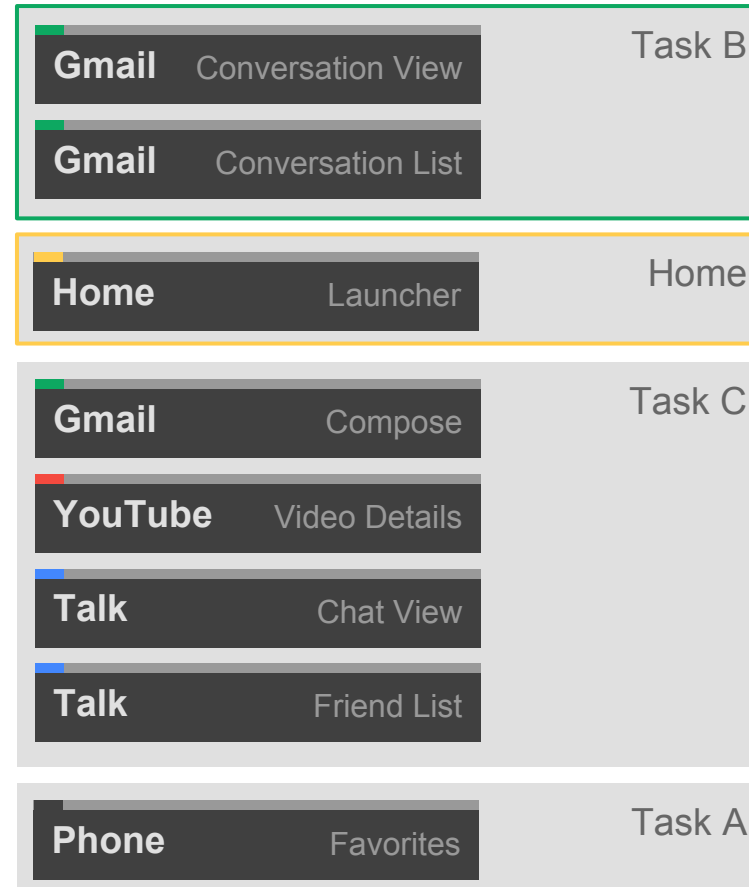 Task B
Gmail Conversation View
Gmail Conversation List
Home
Home Launcher
Task C
Gmail Compose
YouTube Video Details
Talk Chat View
Talk Friend List
Task A
Phone Favorites